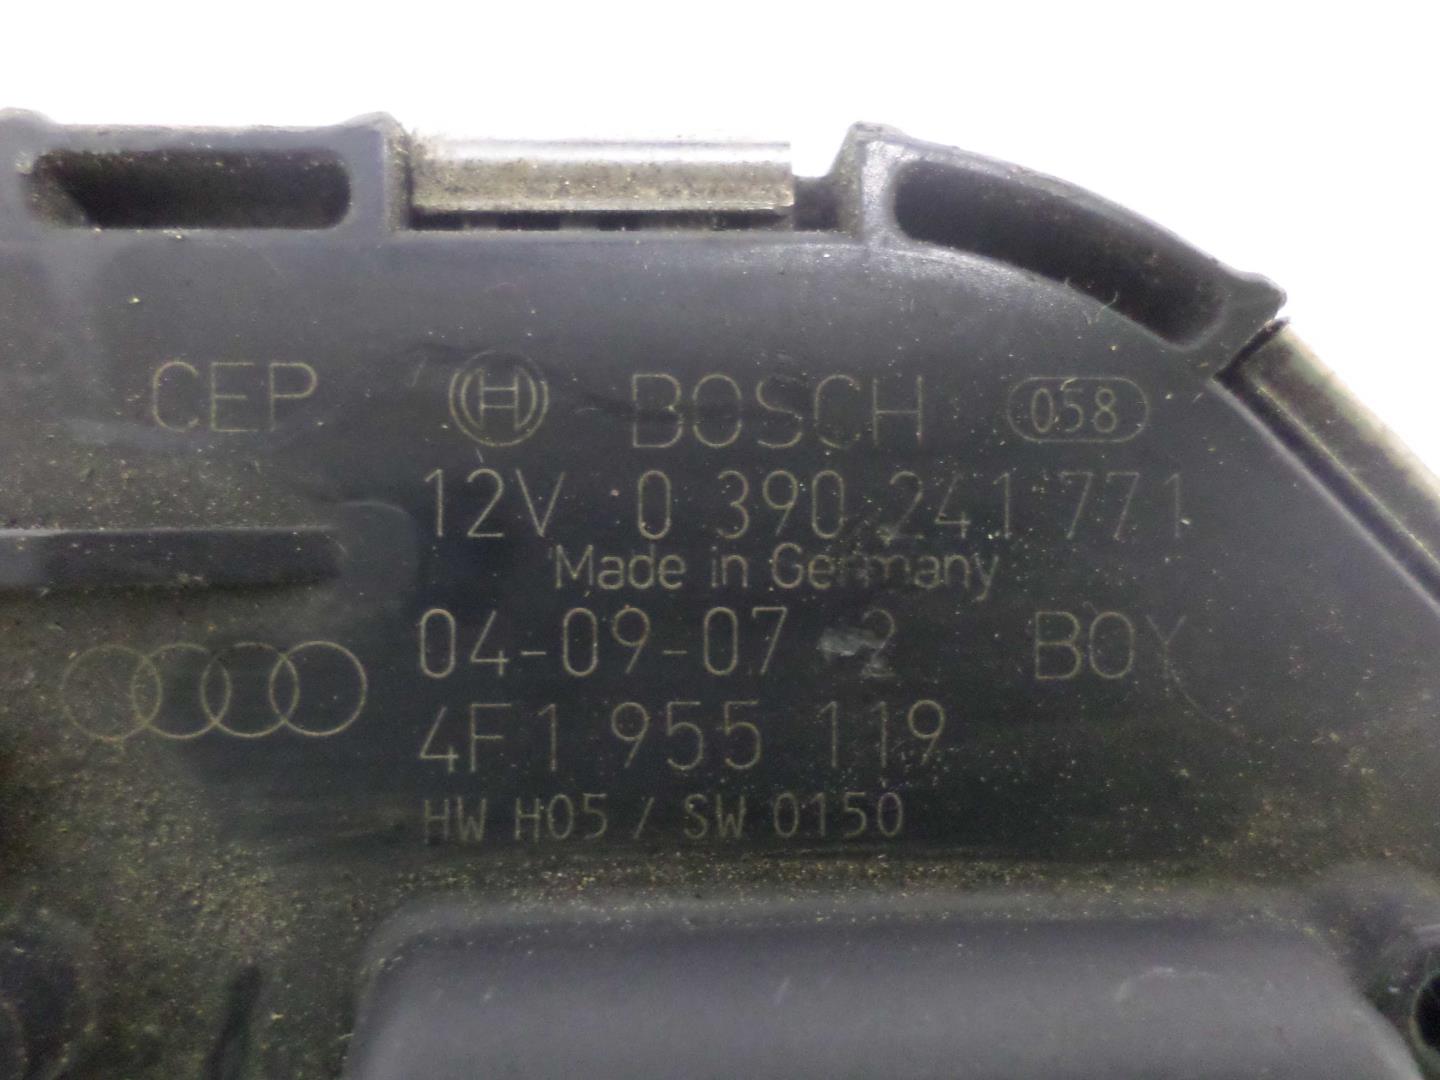 CEP BOSCH 058
12V 0 390 241 771
Made in Germany
04-09-07 2 BOY
4F1 955 119
HW H05 / SW 0150